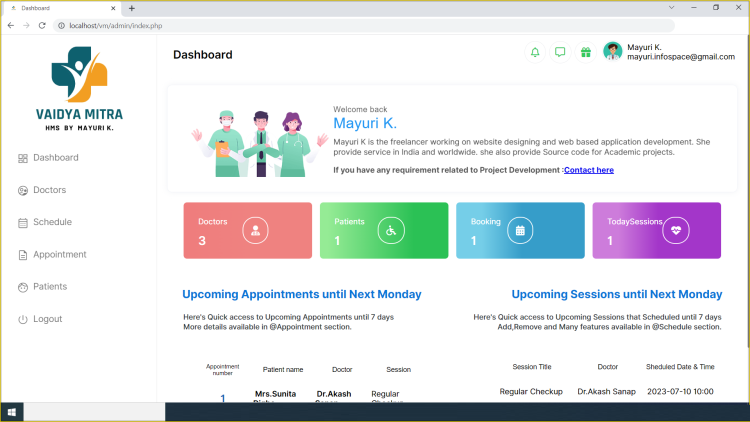 Dashboard
localhost/vm/admin/index.php
VAIDYA MITRA
HMS BY MAYURI K.
Dashboard
Doctors
Schedule
Appointment
Patients
Logout
Dashboard
Mayuri K.
mayuri.infospace@gmail.com
Welcome back
Mayuri K.
Mayuri K is the freelancer working on website designing and web based application development. She
provide service in India and worldwide. she also provide Source code for Academic projects.
If you have any requirement related to Project Development :Contact here
Doctors
3
Patients
1
Booking
1
TodaySessions
1
Upcoming Appointments until Next Monday
Here's Quick access to Upcoming Appointments until 7 days
More details available in @Appointment section.
Appointment
number
Patient name
Doctor
Session
1
Mrs.Sunita
Dr.Akash
Regular
Upcoming Sessions until Next Monday
Here's Quick access to Upcoming Sessions that Scheduled until 7 days
Add,Remove and Many features available in @Schedule section.
Session Title
Doctor
Sheduled Date & Time
Regular Checkup
Dr.Akash Sanap
2023-07-10 10:00